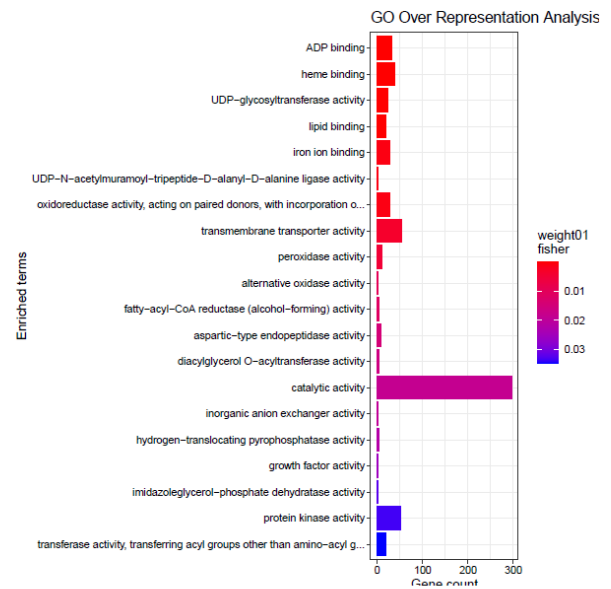 GO Over Representation Analysis
Enriched terms
ADP binding
heme binding
UDP−glycosyltransferase activity
lipid binding
iron ion binding
UDP−N−acetylmuramoyl−tripeptide−D−alanyl−D−alanine ligase activity
oxidoreductase activity, acting on paired donors, with incorporation o...
transmembrane transporter activity
peroxidase activity
alternative oxidase activity
fatty−acyl−CoA reductase (alcohol−forming) activity
aspartic−type endopeptidase activity
diacylglycerol O−acyltransferase activity
catalytic activity
inorganic anion exchanger activity
hydrogen−translocating pyrophosphatase activity
growth factor activity
imidazoleglycerol−phosphate dehydratase activity
protein kinase activity
transferase activity, transferring acyl groups other than amino−acyl g...
0 100 200 300
Gene count
weight01
fisher
0.01
0.02
0.03